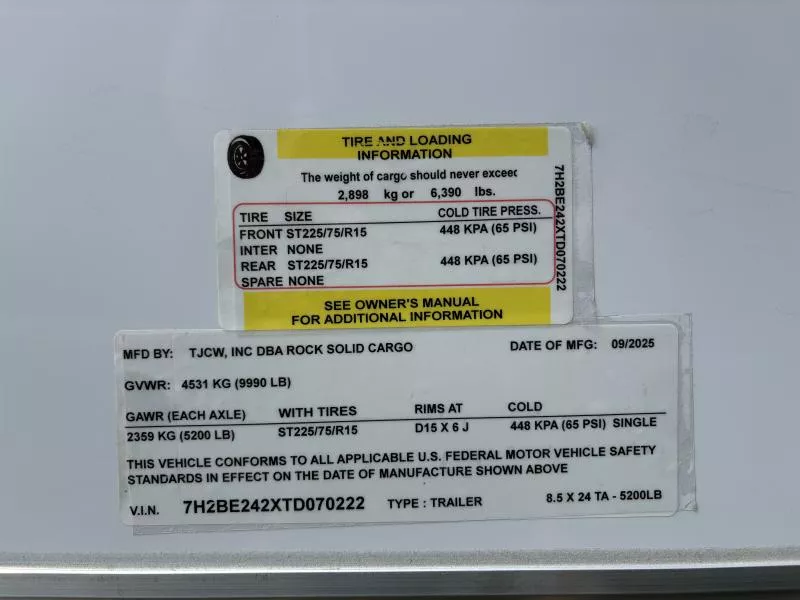 TIRE AND LOADING
INFORMATION
The weight of cargo should never exceed
2,898 kg or 6,390 lbs.
TIRE SIZE COLD TIRE PRESS.
FRONT ST225/75/R15 448 KPA (65 PSI)
INTER NONE
REAR ST225/75/R15 448 KPA (65 PSI)
SPARE NONE
SEE OWNER'S MANUAL
FOR ADDITIONAL INFORMATION
7H2BE242XTD070222
MFD BY: TJCW, INC DBA ROCK SOLID CARGO DATE OF MFG: 09/2025
GVWR: 4531 KG (9990 LB)
GAWR (EACH AXLE) WITH TIRES RIMS AT COLD
2359 KG (5200 LB) ST225/75/R15 D15 X 6 J 448 KPA (65 PSI) SINGLE
THIS VEHICLE CONFORMS TO ALL APPLICABLE U.S. FEDERAL MOTOR VEHICLE SAFETY
STANDARDS IN EFFECT ON THE DATE OF MANUFACTURE SHOWN ABOVE
V.I.N. 7H2BE242XTD070222 TYPE : TRAILER 8.5 X 24 TA - 5200LB